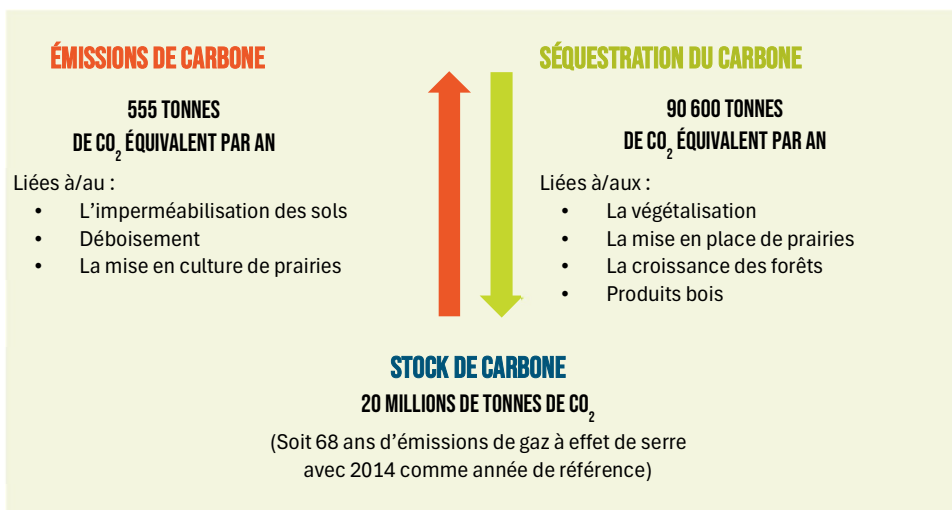 ÉMISSIONS DE CARBONE
555 TONNES
DE CO₂ ÉQUIVALENT PAR AN
Liées à/au :
• L’imperméabilisation des sols
• Déboisement
• La mise en culture de prairies
SÉQUESTRATION DU CARBONE
90 600 TONNES
DE CO₂ ÉQUIVALENT PAR AN
Liées à/aux :
• La végétalisation
• La mise en place de prairies
• La croissance des forêts
• Produits bois
STOCK DE CARBONE
20 MILLIONS DE TONNES DE CO₂
(Soit 68 ans d’émissions de gaz à effet de serre
avec 2014 comme année de référence)